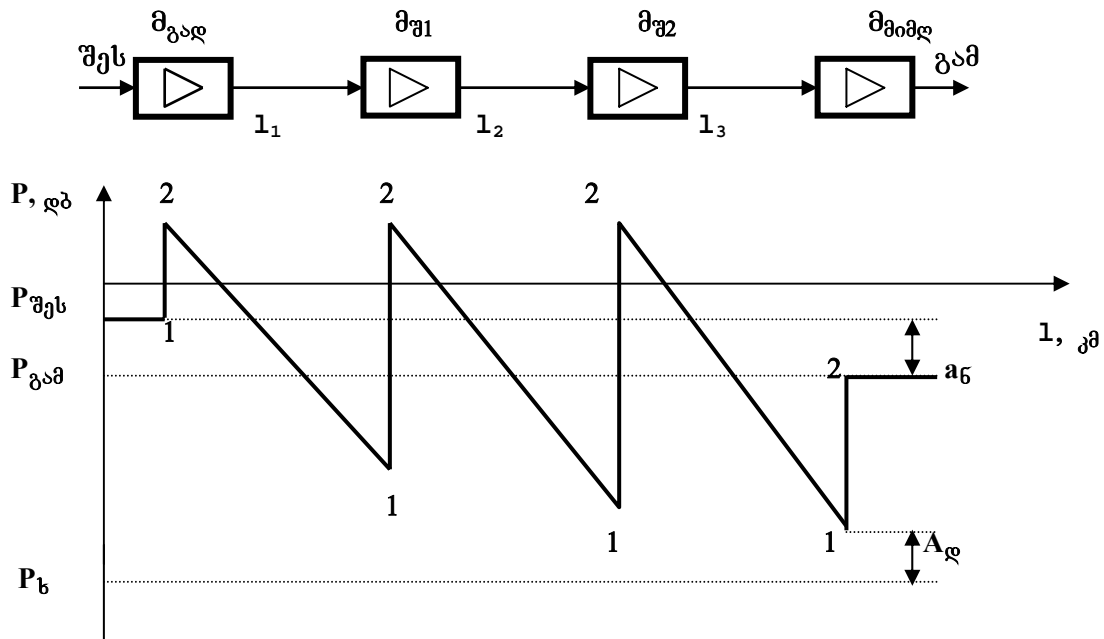 მგად მშ1 მშ2 მმიმღ
შეს გამ
l1 l2 l3
P, დბ 2 2 2
Pშეს
1 l, კმ
Pგამ 2 aნ
1
1 1 Aდ
Pხ